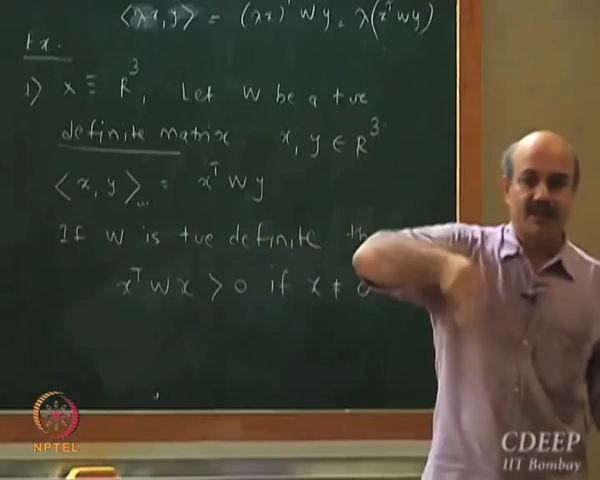 ⟨λx, y⟩ = (λx)ᵀ W y = λ(xᵀWy)
Ex.
1) X ≡ R³, Let W be a +ve
definite matrix x, y ∈ R³
⟨x, y⟩_w = xᵀ W y
If W is +ve definite
xᵀ W x > 0 if x ≠ 0
NPTEL
CDEEP
IIT Bombay